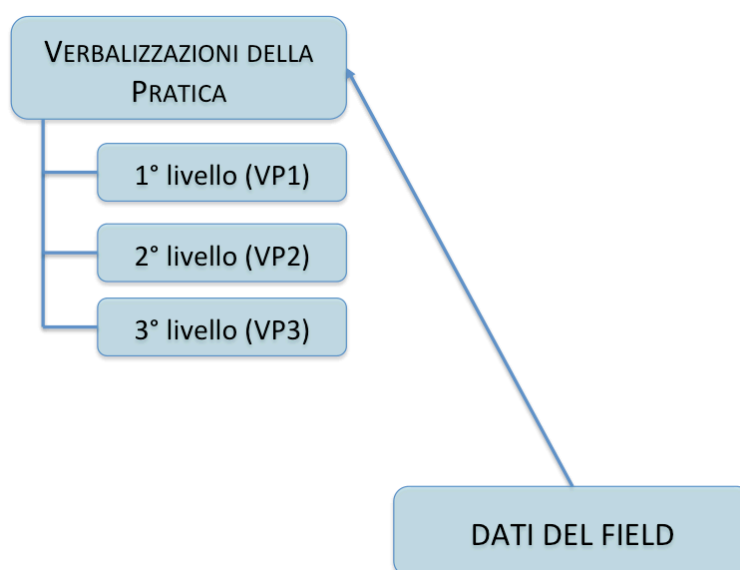 VERBALIZZAZIONI DELLA
PRATICA
1° livello (VP1)
2° livello (VP2)
3° livello (VP3)
DATI DEL FIELD